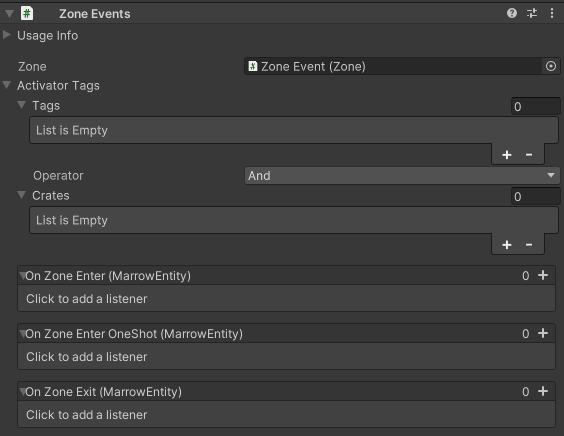 Zone Events
Usage Info
Zone Zone Event (Zone)
Activator Tags
Tags 0
List is Empty
+ -
Operator And
Crates 0
List is Empty
+ -
On Zone Enter (MarrowEntity) 0 +
Click to add a listener
On Zone Enter OneShot (MarrowEntity) 0 +
Click to add a listener
On Zone Exit (MarrowEntity) 0 +
Click to add a listener